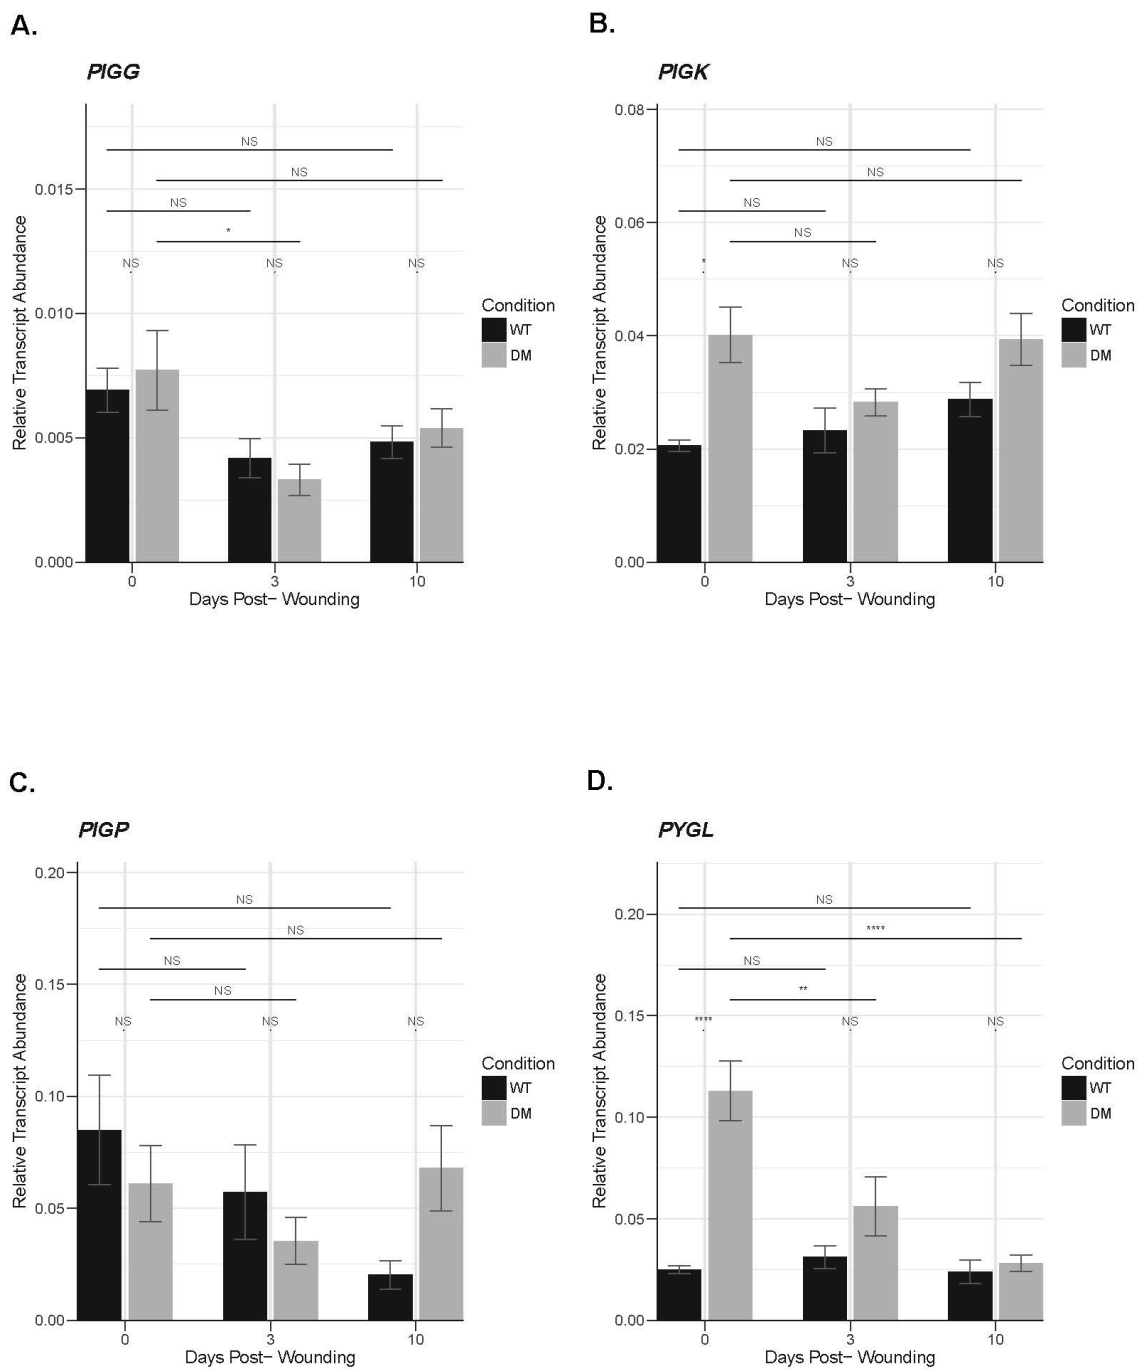 A.
PIGG
NS
NS
NS
*
NS
NS
NS
0.015
0.010
0.005
0.000
Relative Transcript Abundance
0
3
10
Days Post− Wounding
Condition
WT
DM
B.
PIGK
0.08
NS
NS
NS
NS
*
NS
NS
0.06
0.04
0.02
0.00
Relative Transcript Abundance
0
3
10
Days Post− Wounding
Condition
WT
DM
C.
PIGP
0.20
NS
NS
NS
NS
NS
NS
NS
0.15
0.10
0.05
0.00
Relative Transcript Abundance
0
3
10
Days Post− Wounding
Condition
WT
DM
D.
PYGL
NS
****
NS
**
****
NS
NS
0.20
0.15
0.10
0.05
0.00
Relative Transcript Abundance
0
3
10
Days Post− Wounding
Condition
WT
DM